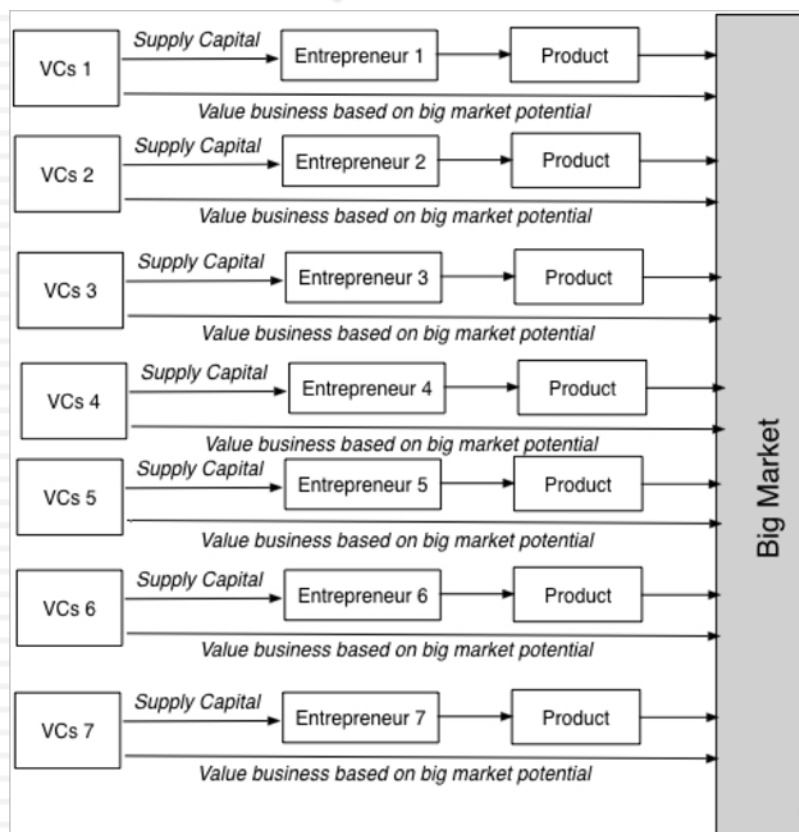 Supply Capital
VCs 1
Entrepreneur 1
Product
Value business based on big market potential
Supply Capital
VCs 2
Entrepreneur 2
Product
Value business based on big market potential
Supply Capital
VCs 3
Entrepreneur 3
Product
Value business based on big market potential
Supply Capital
VCs 4
Entrepreneur 4
Product
Value business based on big market potential
Supply Capital
VCs 5
Entrepreneur 5
Product
Value business based on big market potential
Supply Capital
VCs 6
Entrepreneur 6
Product
Value business based on big market potential
Supply Capital
VCs 7
Entrepreneur 7
Product
Value business based on big market potential
Big Market